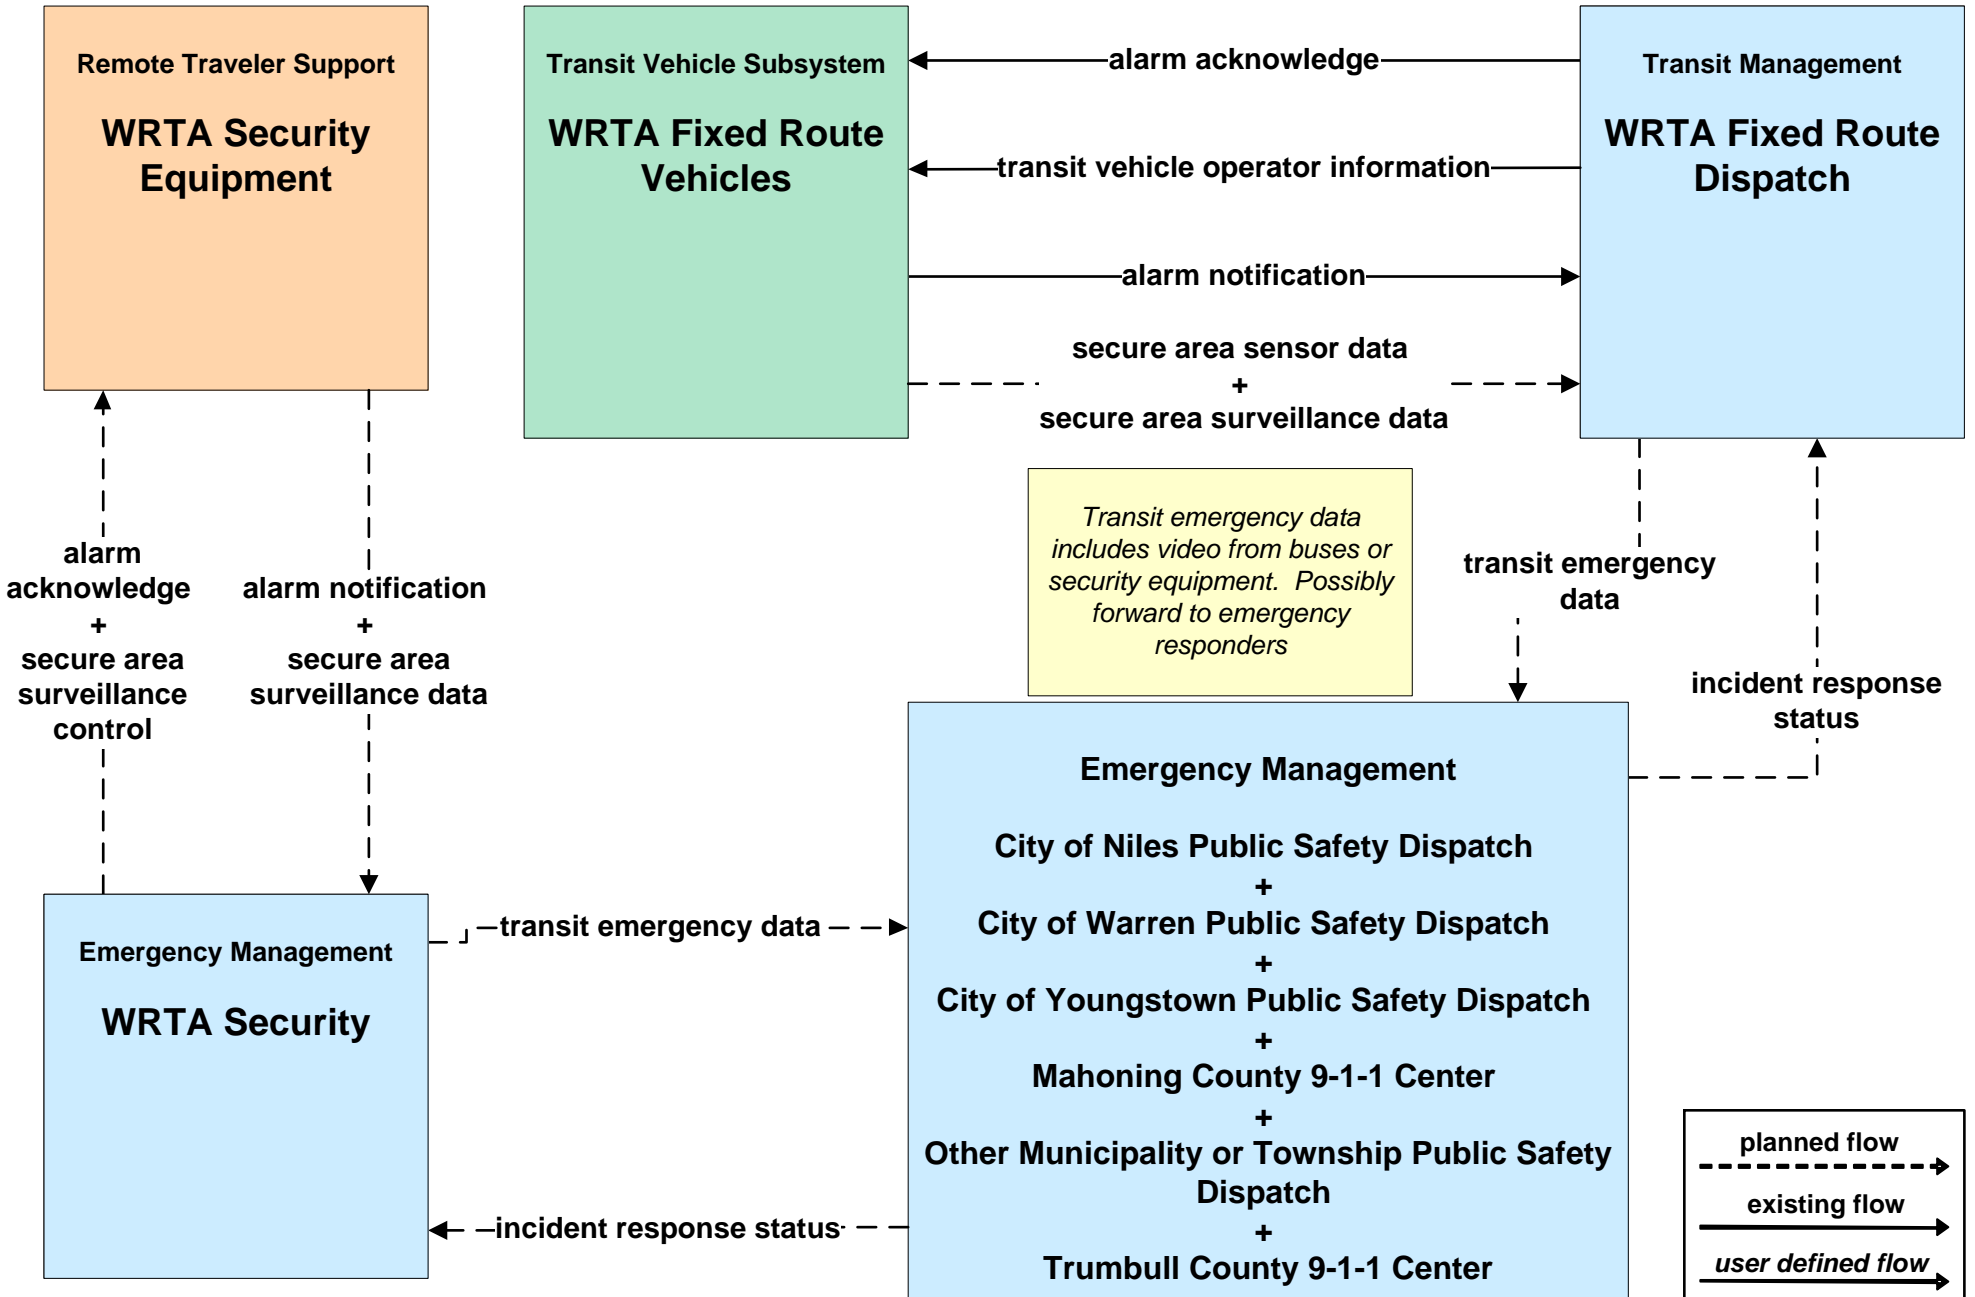 Remote Traveler Support
WRTA Security
Equipment
Transit Vehicle Subsystem
WRTA Fixed Route
Vehicles
Transit Management
WRTA Fixed Route
Dispatch
alarm acknowledge
transit vehicle operator information
alarm notification
secure area sensor data
+
secure area surveillance data
alarm
acknowledge
+
secure area
surveillance
control
alarm notification
+
secure area
surveillance data
Transit emergency data
includes video from buses or
security equipment.  Possibly
forward to emergency
responders
transit emergency
data
incident response
status
Emergency Management
WRTA Security
transit emergency data
incident response status
Emergency Management
City of Niles Public Safety Dispatch
+
City of Warren Public Safety Dispatch
+
City of Youngstown Public Safety Dispatch
+
Mahoning County 9-1-1 Center
+
Other Municipality or Township Public Safety
Dispatch
+
Trumbull County 9-1-1 Center
planned flow
existing flow
user defined flow